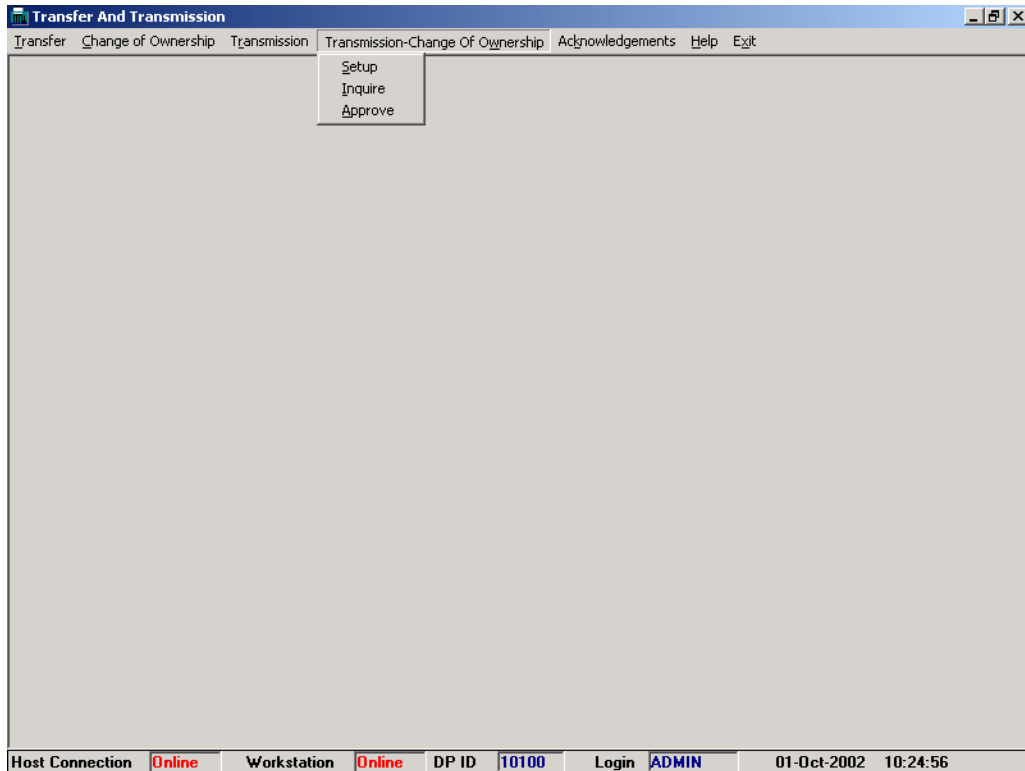 Transfer And Transmission
Transfer Change of Ownership Transmission Transmission-Change Of Ownership Acknowledgements Help Exit
Setup
Inquire
Approve
Host Connection Online Workstation Online DP ID 10100 Login ADMIN 01-Oct-2002 10:24:56